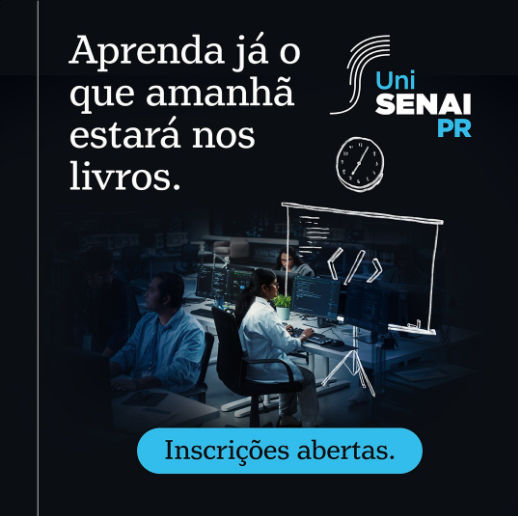 Aprenda já o
que amanhã
estará nos
livros.
Uni
SENAI
PR
</>
Inscrições abertas.